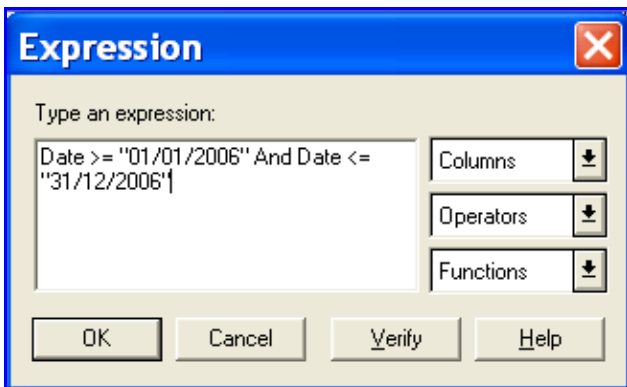 Expression
Type an expression:
Date >= "01/01/2006" And Date <=
"31/12/2006"
Columns
Operators
Functions
OK
Cancel
Verify
Help